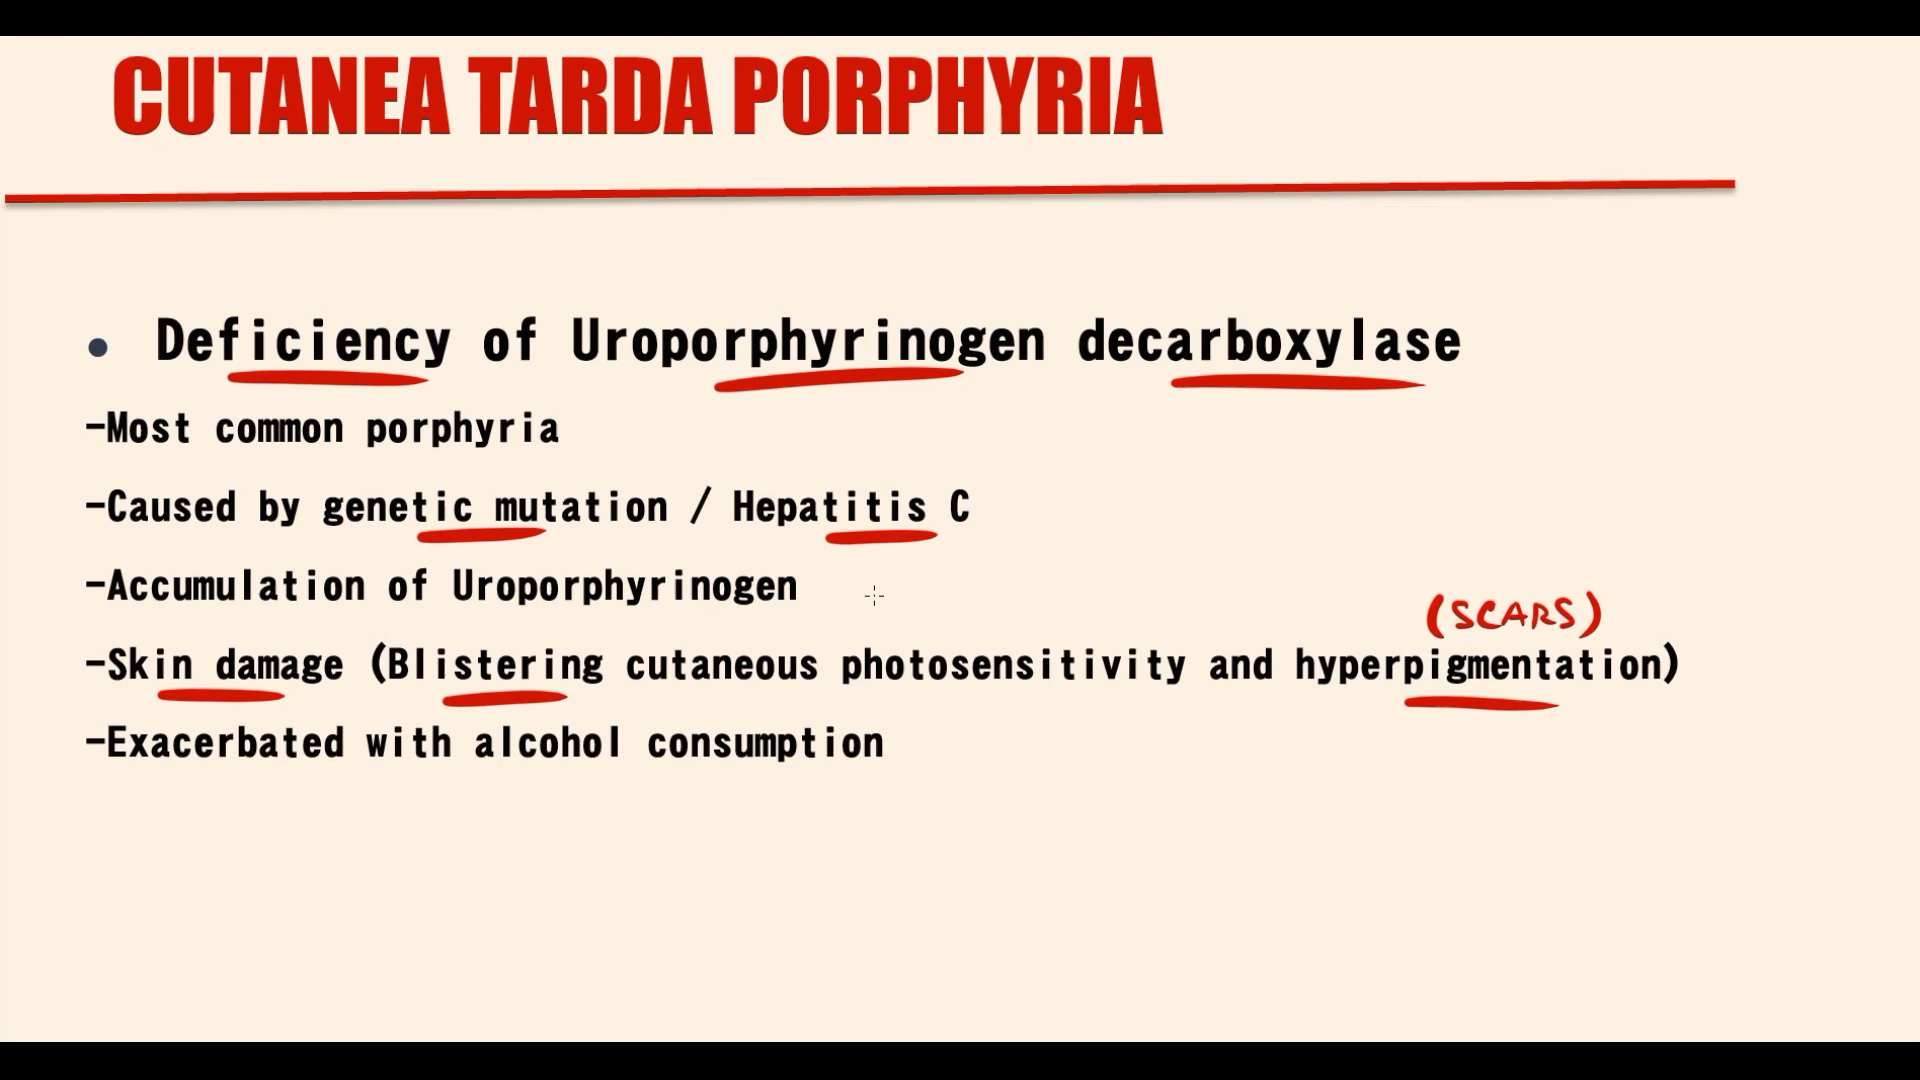 CUTANEA TARDA PORPHYRIA
• Deficiency of Uroporphyrinogen decarboxylase
-Most common porphyria
-Caused by genetic mutation / Hepatitis C
-Accumulation of Uroporphyrinogen
(SCARS)
-Skin damage (Blistering cutaneous photosensitivity and hyperpigmentation)
-Exacerbated with alcohol consumption